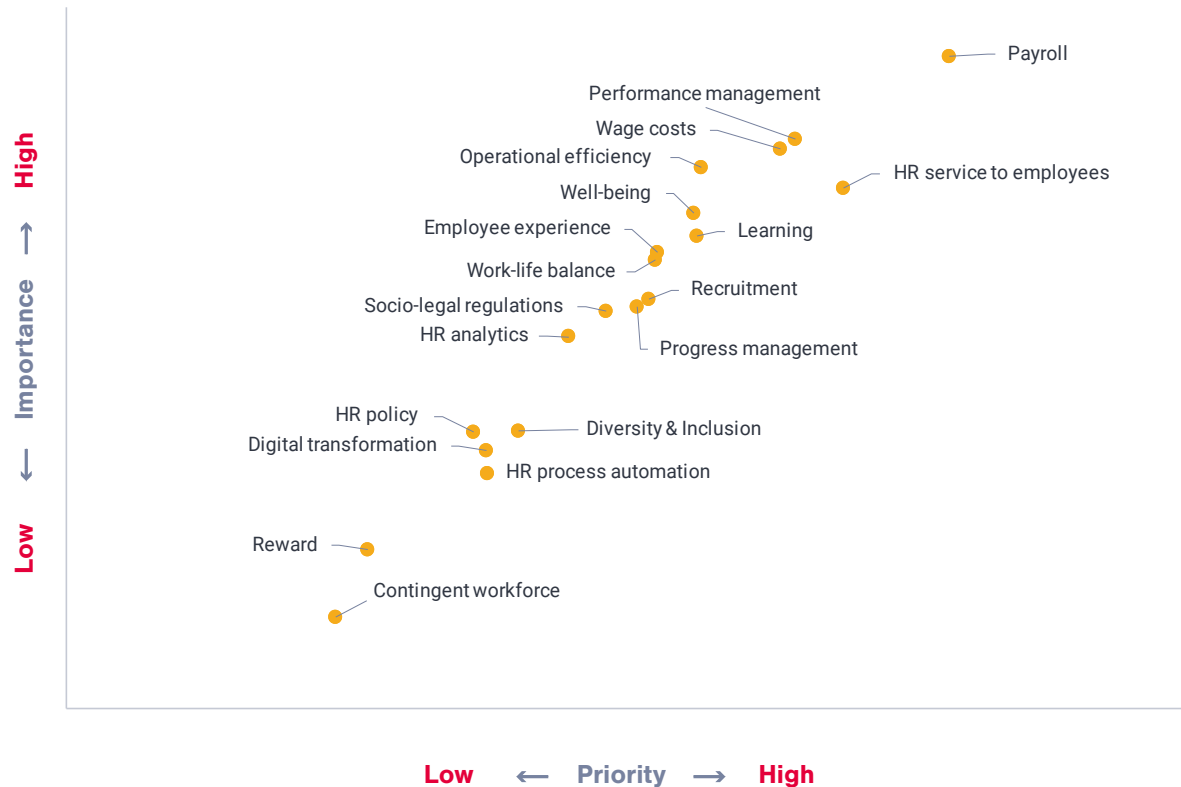 Payroll
Performance management
Wage costs
Operational efficiency
HR service to employees
Well-being
Employee experience
Learning
Work-life balance
Recruitment
Socio-legal regulations
HR analytics
Progress management
HR policy
Diversity & Inclusion
Digital transformation
HR process automation
Reward
Contingent workforce
Low ← Importance → High
Low ← Priority → High